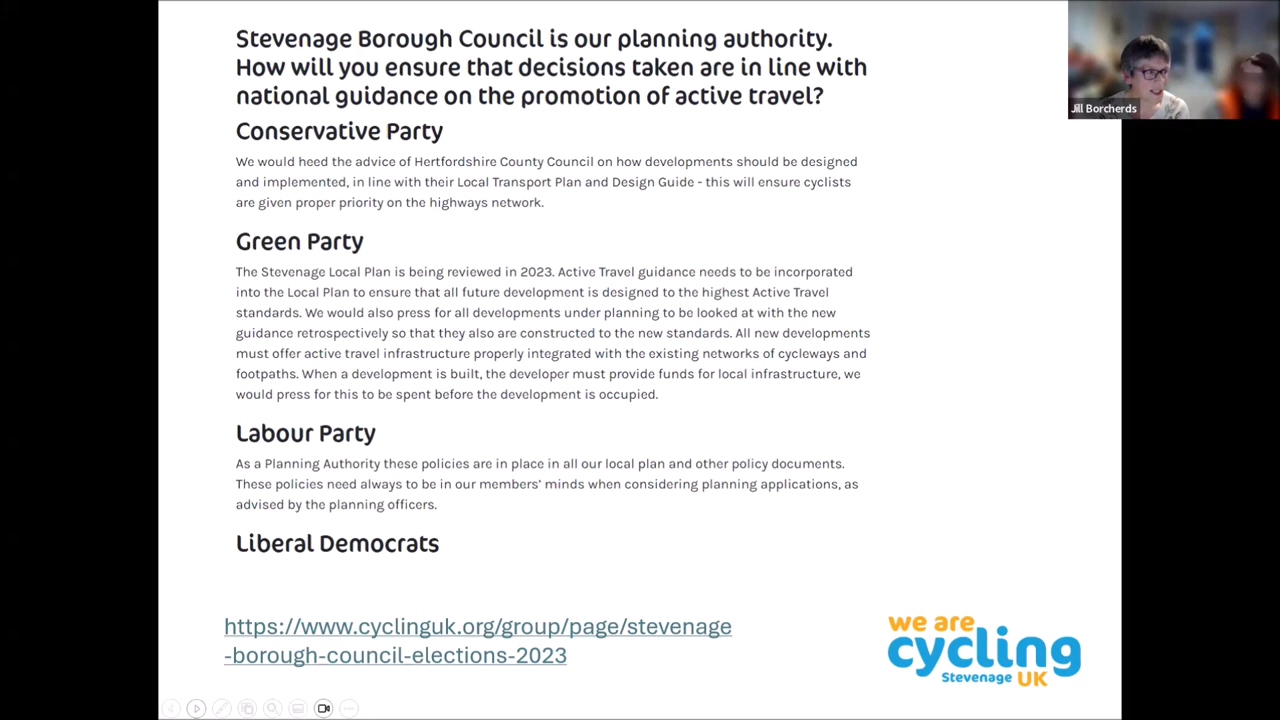 Stevenage Borough Council is our planning authority.
How will you ensure that decisions taken are in line with
national guidance on the promotion of active travel?
Conservative Party
We would heed the advice of Hertfordshire County Council on how developments should be designed
and implemented, in line with their Local Transport Plan and Design Guide - this will ensure cyclists
are given proper priority on the highways network.
Green Party
The Stevenage Local Plan is being reviewed in 2023. Active Travel guidance needs to be incorporated
into the Local Plan to ensure that all future development is designed to the highest Active Travel
standards. We would also press for all developments under planning to be looked at with the new
guidance retrospectively so that they also are constructed to the new standards. All new developments
must offer active travel infrastructure properly integrated with the existing networks of cycleways and
footpaths. When a development is built, the developer must provide funds for local infrastructure, we
would press for this to be spent before the development is occupied.
Labour Party
As a Planning Authority these policies are in place in all our local plan and other policy documents.
These policies need always to be in our members’ minds when considering planning applications, as
advised by the planning officers.
Liberal Democrats
https://www.cyclinguk.org/group/page/stevenage
-borough-council-elections-2023
we are
cycling
Stevenage UK
Jill Borcherds